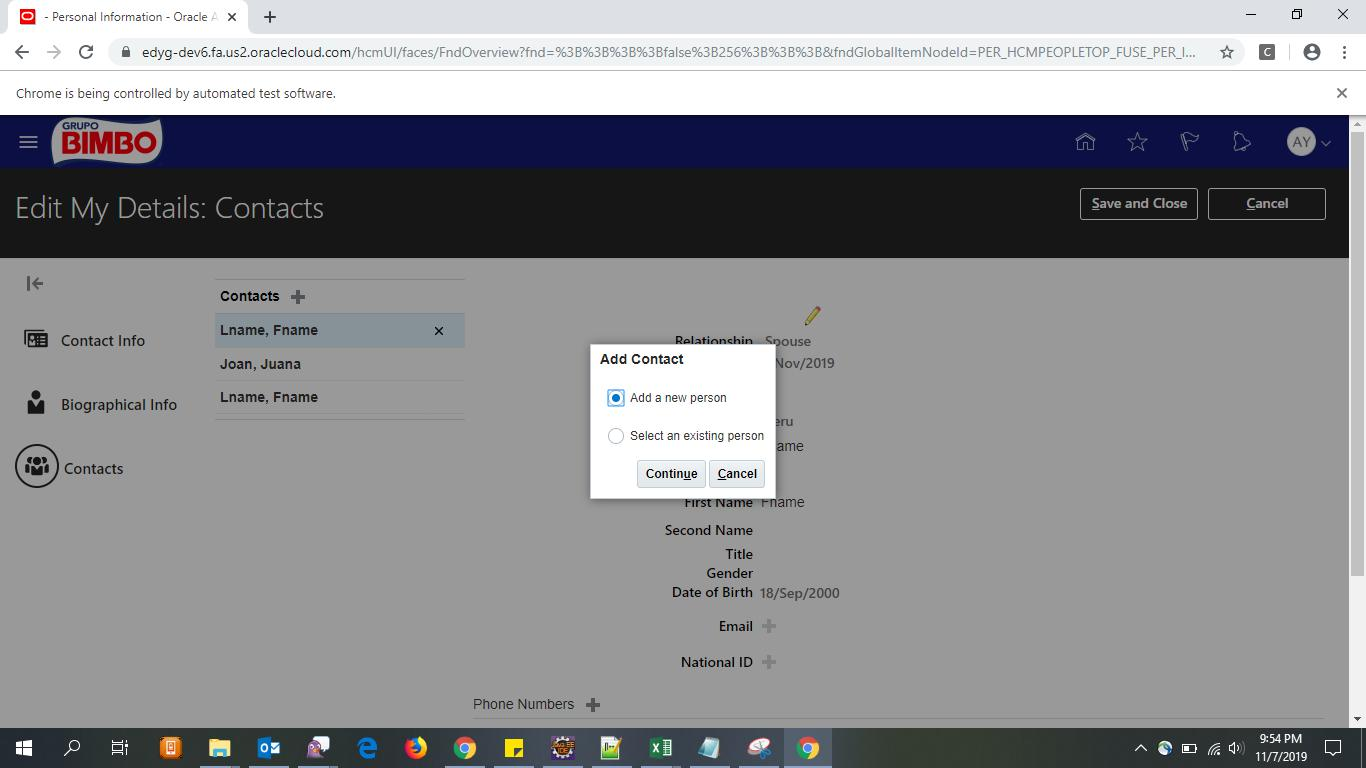 - Personal Information - Oracle A
edyg-dev6.fa.us2.oraclecloud.com/hcmUI/faces/FndOverview?fnd=%3B%3B%3B%3Bfalse%3B256%3B%3B%3B&fndGlobalItemNodeId=PER_HCMPEOPLETOP_FUSE_PER_I...
C
Chrome is being controlled by automated test software.
GRUPO
BIMBO
AY
Edit My Details: Contacts
Save and Close
Cancel
Contact Info
Biographical Info
Contacts
Contacts
Lname, Fname
Joan, Juana
Lname, Fname
Relationship Spouse
Nov/2019
eru
ame
Add Contact
Add a new person
Select an existing person
Continue Cancel
First Name Fname
Second Name
Title
Gender
Date of Birth 18/Sep/2000
Email
National ID
Phone Numbers
9:54 PM
11/7/2019